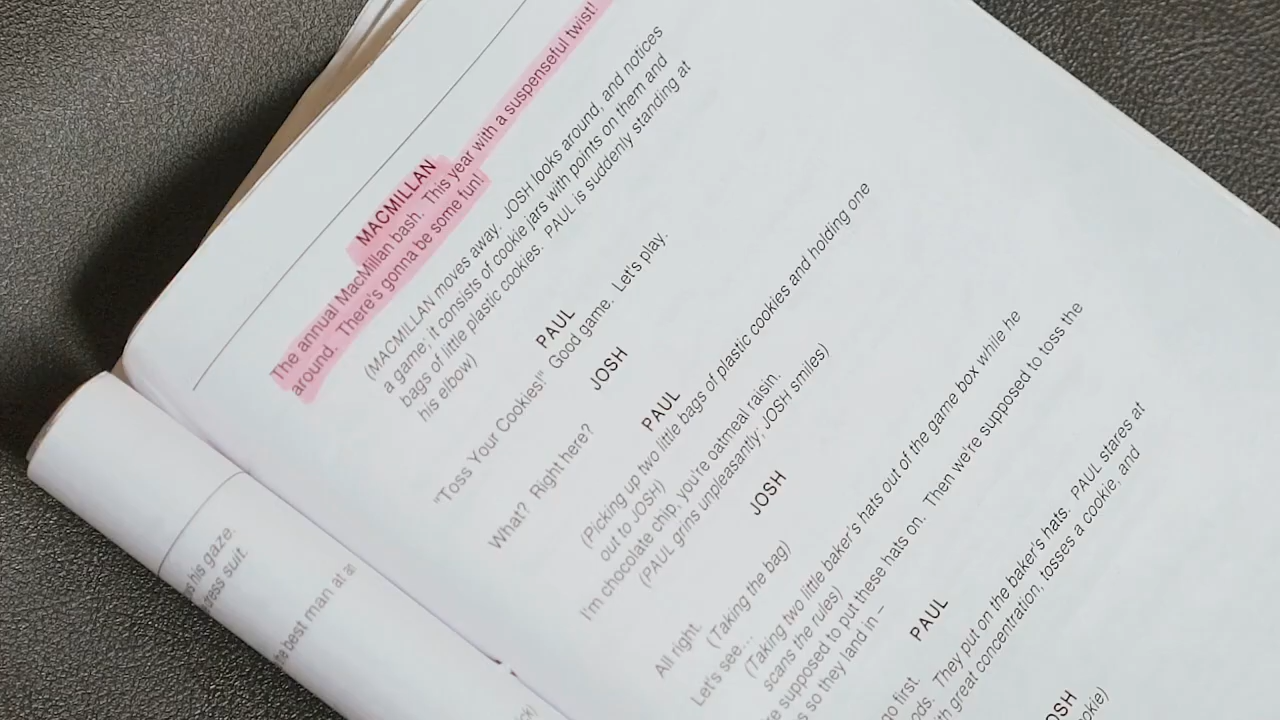 MACMILLAN
The annual MacMillan bash. This year with a suspenseful twist!
around. There's gonna be some fun!
(MACMILLAN moves away. JOSH looks around, and notices
a game: it consists of cookie jars with points on them and
bags of little plastic cookies. PAUL is suddenly standing at
his elbow)
PAUL
"Toss Your Cookies!" Good game. Let's play.
JOSH
What? Right here?
PAUL
(Picking up two little bags of plastic cookies and holding one
out to JOSH)
I'm chocolate chip, you're oatmeal raisin.
(PAUL grins unpleasantly, JOSH smiles)
JOSH
(Taking the bag)
All right.
Let's see...
(Taking two little baker's hats out of the game box while he
scans the rules)
supposed to put these hats on. Then we're supposed to toss the
so they land in –
PAUL
go first.
They put on the baker's hats. PAUL stares at
great concentration, tosses a cookie, and
his gaze.
suit.
best man at